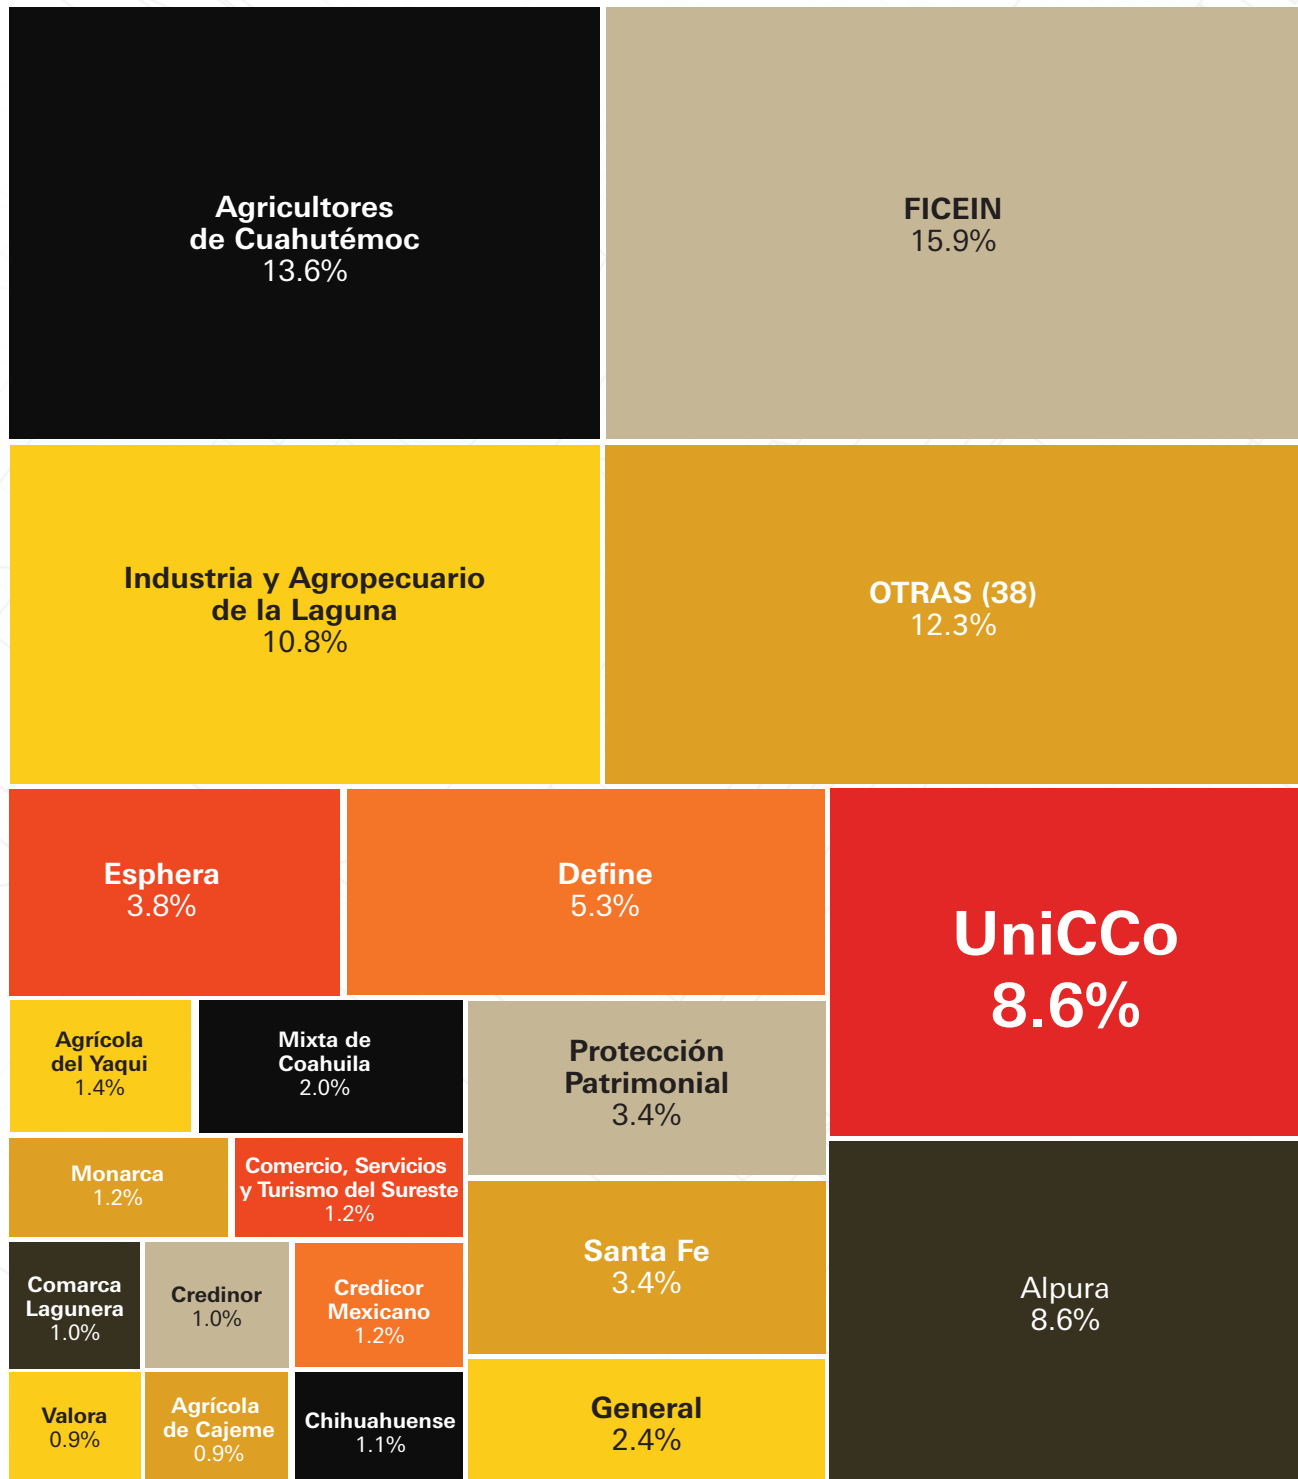 Agricultores
de Cuahutémoc
13.6%
FICEIN
15.9%
Industria y Agropecuario
de la Laguna
10.8%
OTRAS (38)
12.3%
Esphera
3.8%
Define
5.3%
UniCCo
8.6%
Agrícola
del Yaqui
1.4%
Mixta de
Coahuila
2.0%
Protección
Patrimonial
3.4%
Monarca
1.2%
Comercio, Servicios
y Turismo del Sureste
1.2%
Santa Fe
3.4%
Alpura
8.6%
Comarca
Lagunera
1.0%
Credinor
1.0%
Credicor
Mexicano
1.2%
Valora
0.9%
Agrícola
de Cajeme
0.9%
Chihuahuense
1.1%
General
2.4%